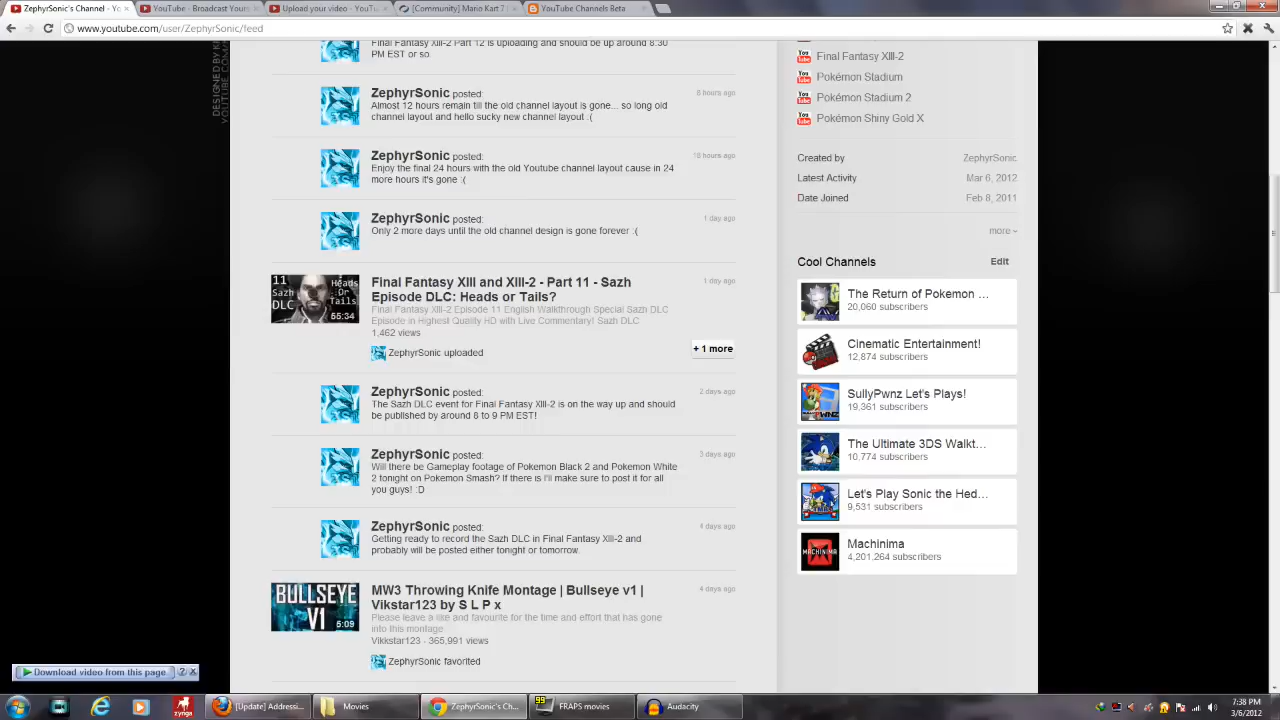 ZephyrSonic's Channel - Yo
YouTube - Broadcast Yours
Upload your video - YouTu
[Community] Mario Kart 7
YouTube Channels Beta
www.youtube.com/user/ZephyrSonic/feed
DESIGNED BY
YOUTUBE.COM/
Final Fantasy XIII-2 Part 12 is uploading and should be up around 8:30
PM EST or so.
ZephyrSonic posted:
8 hours ago
Almost 12 hours remain till the old channel layout is gone... so long old
channel layout and hello sucky new channel layout :(
ZephyrSonic posted:
Enjoy the final 24 hours with the old Youtube channel layout cause in 24
more hours it's gone :(
ZephyrSonic posted:
1 day ago
Only 2 more days until the old channel design is gone forever :(
11
Sazh
DLC
Heads
Or
Tails?
55:34
Final Fantasy XIII and XIII-2 - Part 11 - Sazh
Episode DLC: Heads or Tails?
1 day ago
Final Fantasy XIII-2 Episode 11 English Walkthrough Special Sazh DLC
Episode in Highest Quality HD with Live Commentary! Sazh DLC
1,462 views
ZephyrSonic uploaded
+ 1 more
ZephyrSonic posted:
2 days ago
The Sazh DLC event for Final Fantasy XIII-2 is on the way up and should
be published by around 8 to 9 PM EST!
ZephyrSonic posted:
3 days ago
Will there be Gameplay footage of Pokemon Black 2 and Pokemon White
2 tonight on Pokemon Smash? If there is I'll make sure to post it for all
you guys! :D
ZephyrSonic posted:
4 days ago
Getting ready to record the Sazh DLC in Final Fantasy XIII-2 and
probably will be posted either tonight or tomorrow.
BULLSEYE
V1
5:09
MW3 Throwing Knife Montage | Bullseye v1 |
Vikstar123 by S L P x
4 days ago
Please leave a like and favourite for the time and effort that has gone
into this montage
Vikkstar123 - 365,991 views
ZephyrSonic favorited
Final Fantasy XIII-2
Pokémon Stadium
Pokémon Stadium 2
Pokémon Shiny Gold X
Created by ZephyrSonic
Latest Activity Mar 6, 2012
Date Joined Feb 8, 2011
more
Cool Channels Edit
The Return of Pokemon ...
20,060 subscribers
Cinematic Entertainment!
12,874 subscribers
SullyPwnz Let's Plays!
19,361 subscribers
The Ultimate 3DS Walkt...
10,774 subscribers
Let's Play Sonic the Hed...
9,531 subscribers
Machinima
4,201,264 subscribers
Download video from this page
zynga
[Update] Addressi...
Movies
ZephyrSonic's Ch...
99
FRAPS movies
Audacity
7:38 PM
3/6/2012